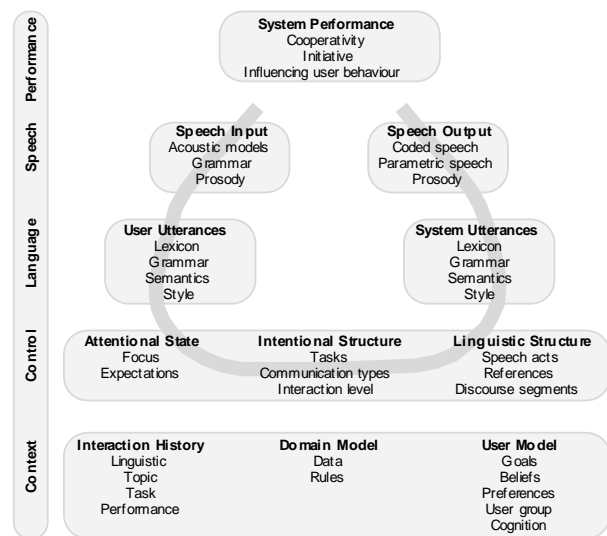 Performance
System Performance
Cooperativity
Initiative
Influencing user behaviour
Speech
Speech Input
Acoustic models
Grammar
Prosody
Speech Output
Coded speech
Parametric speech
Prosody
Language
User Utterances
Lexicon
Grammar
Semantics
Style
System Utterances
Lexicon
Grammar
Semantics
Style
Control
Attentional State
Focus
Expectations
Intentional Structure
Tasks
Communication types
Interaction level
Linguistic Structure
Speech acts
References
Discourse segments
Context
Interaction History
Linguistic
Topic
Task
Performance
Domain Model
Data
Rules
User Model
Goals
Beliefs
Preferences
User group
Cognition